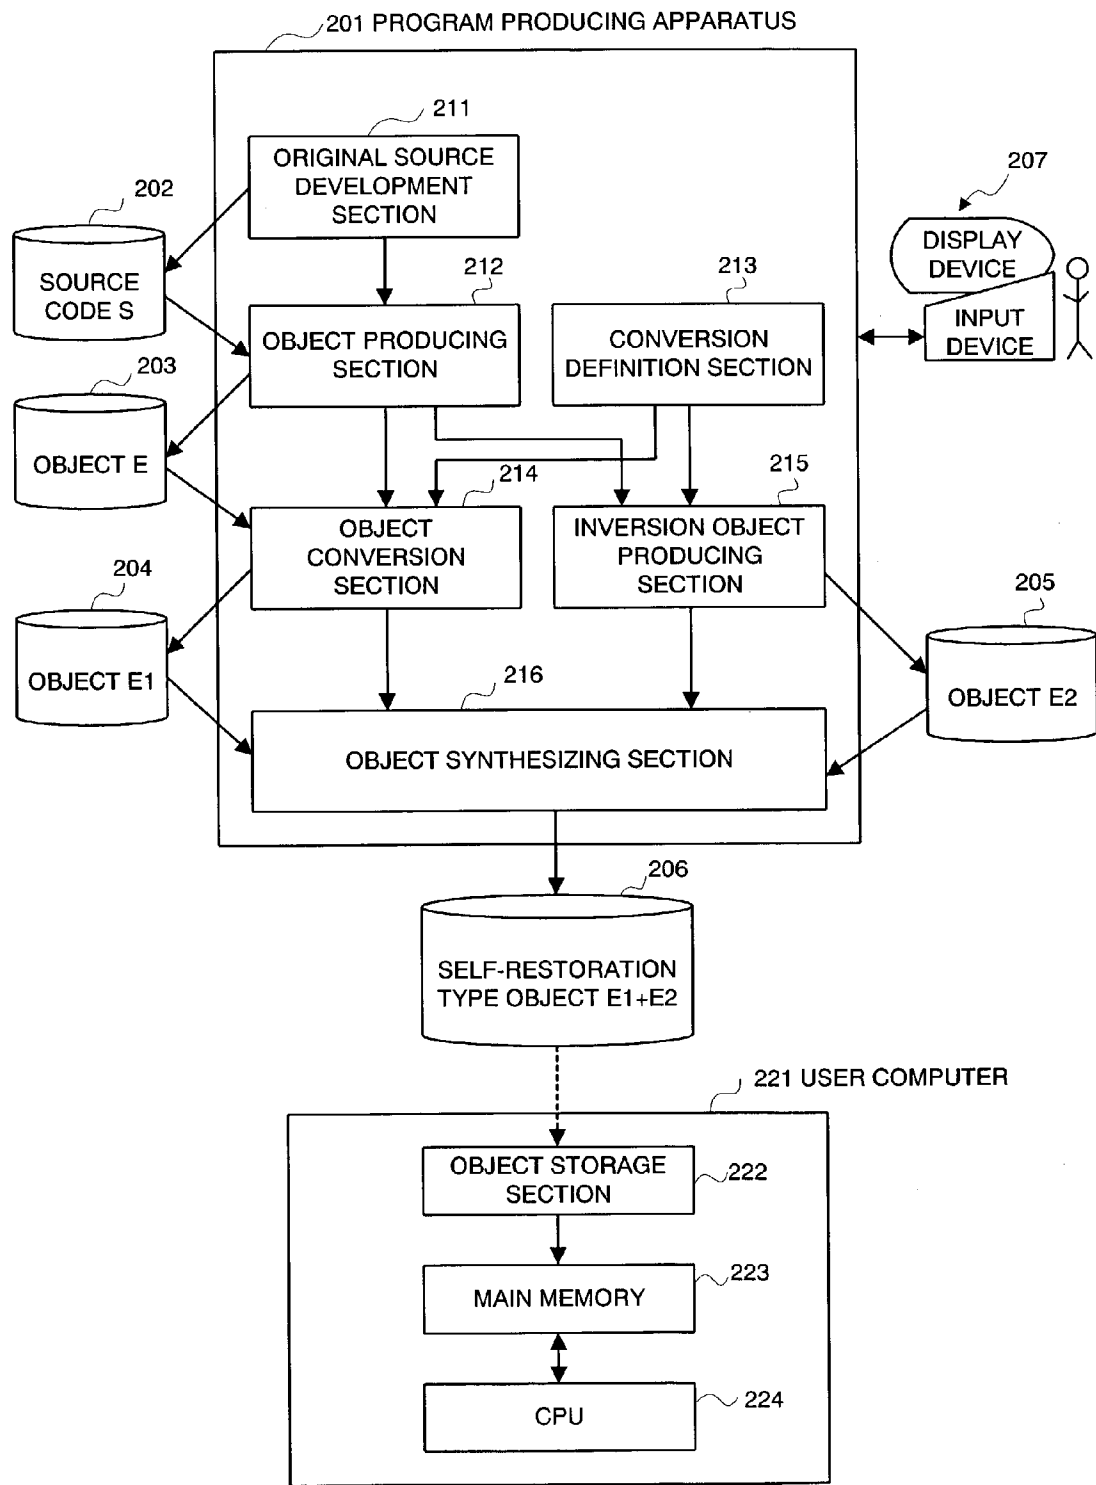 201 PROGRAM PRODUCING APPARATUS
211
ORIGINAL SOURCE
DEVELOPMENT
SECTION
202
SOURCE
CODE S
207
DISPLAY
DEVICE
INPUT
DEVICE
212
OBJECT PRODUCING
SECTION
213
CONVERSION
DEFINITION SECTION
203
OBJECT E
214
OBJECT
CONVERSION
SECTION
215
INVERSION OBJECT
PRODUCING
SECTION
204
OBJECT E1
205
OBJECT E2
216
OBJECT SYNTHESIZING SECTION
206
SELF-RESTORATION
TYPE OBJECT E1+E2
221 USER COMPUTER
OBJECT STORAGE
SECTION
222
MAIN MEMORY
223
CPU
224